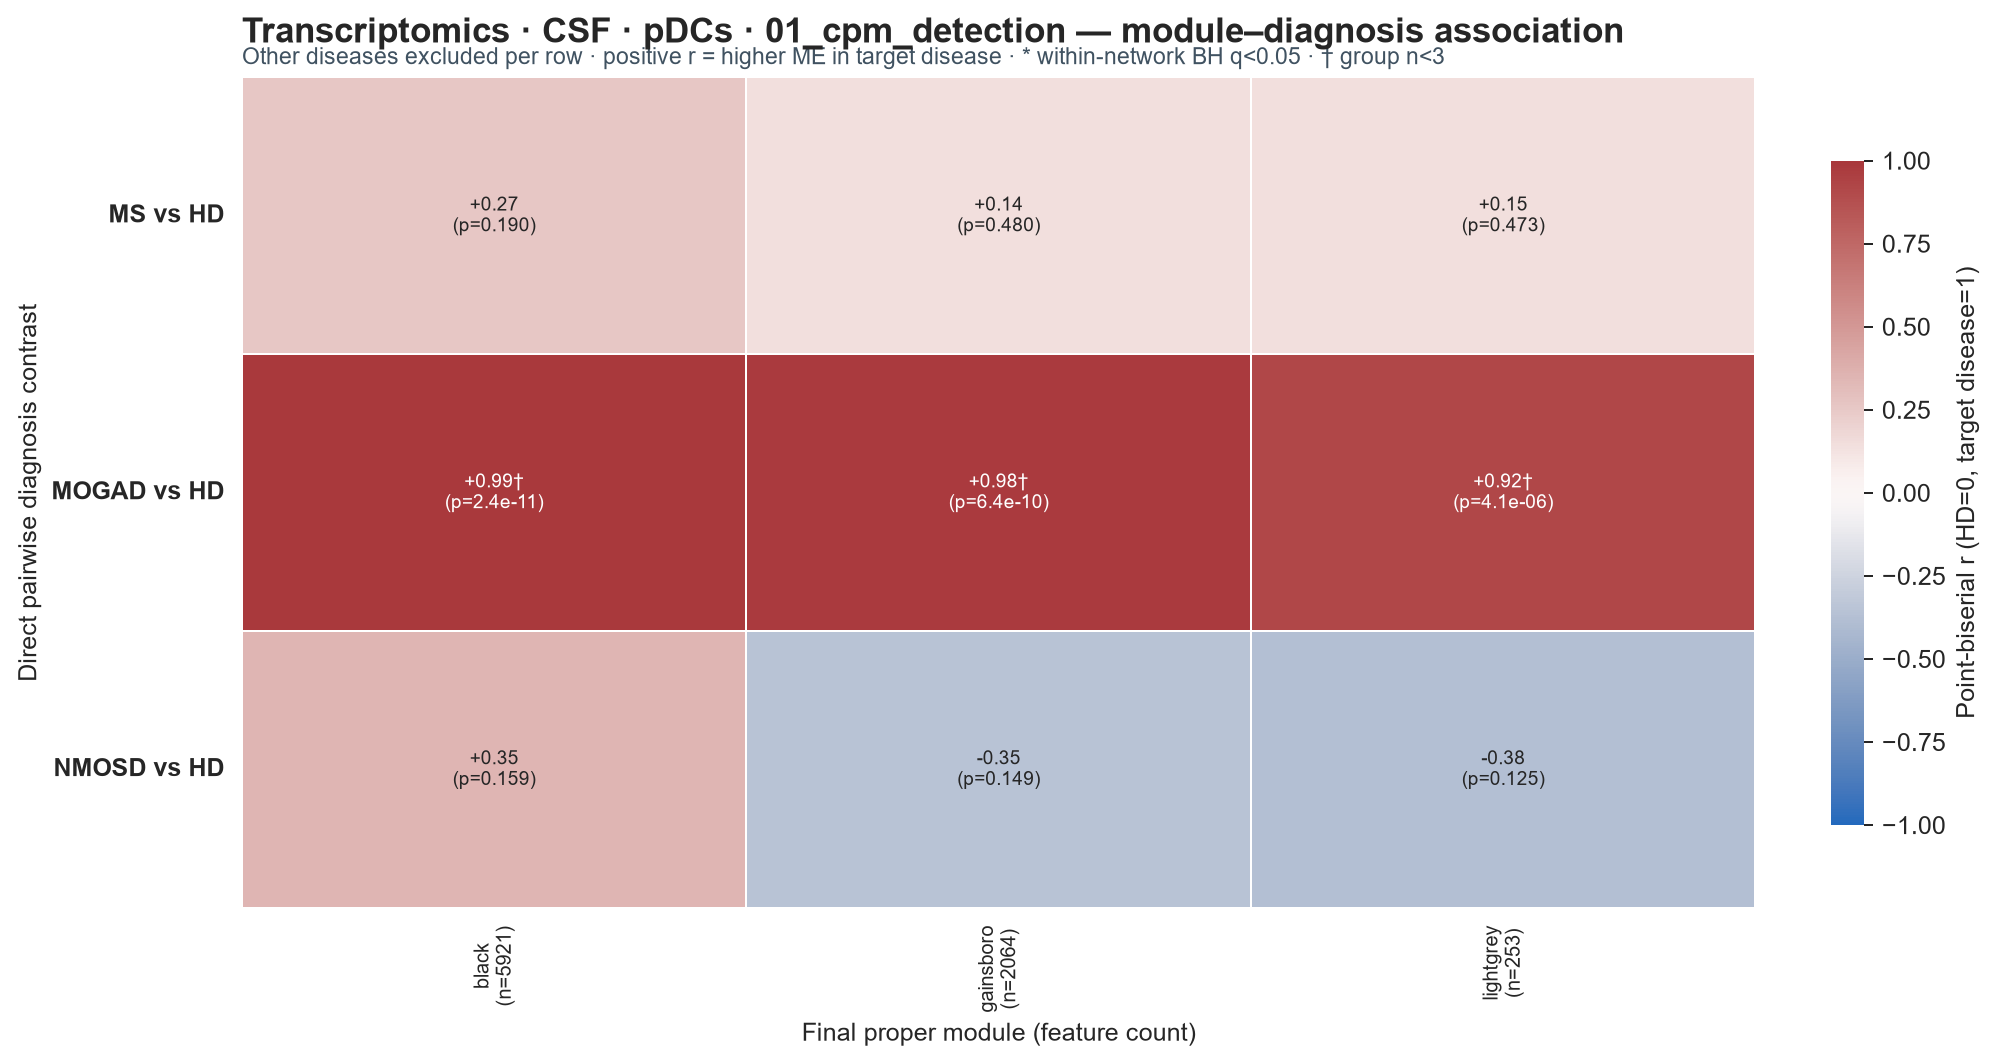 Transcriptomics · CSF · pDCs · 01_cpm_detection — module–diagnosis association
Other diseases excluded per row · positive r = higher ME in target disease · * within-network BH q<0.05 · † group n<3
Direct pairwise diagnosis contrast
MS vs HD
+0.27
(p=0.190)
+0.14
(p=0.480)
+0.15
(p=0.473)
MOGAD vs HD
+0.99†
(p=2.4e-11)
+0.98†
(p=6.4e-10)
+0.92†
(p=4.1e-06)
NMOSD vs HD
+0.35
(p=0.159)
-0.35
(p=0.149)
-0.38
(p=0.125)
black
(n=5921)
gainsboro
(n=2064)
lightgrey
(n=253)
Final proper module (feature count)
1.00
0.75
0.50
0.25
0.00
−0.25
−0.50
−0.75
−1.00
Point-biserial r (HD=0, target disease=1)